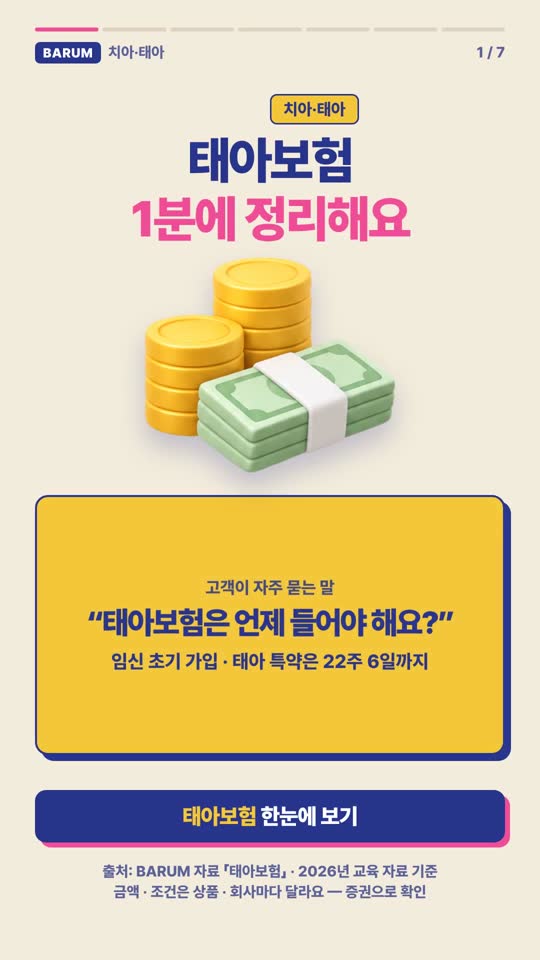 BARUM 치아·태아 1 / 7
치아·태아
태아보험
1분에 정리해요
고객이 자주 묻는 말
“태아보험은 언제 들어야 해요?”
임신 초기 가입 · 태아 특약은 22주 6일까지
태아보험 한눈에 보기
출처: BARUM 자료 「태아보험」 · 2026년 교육 자료 기준
금액 · 조건은 상품 · 회사마다 달라요 — 증권으로 확인